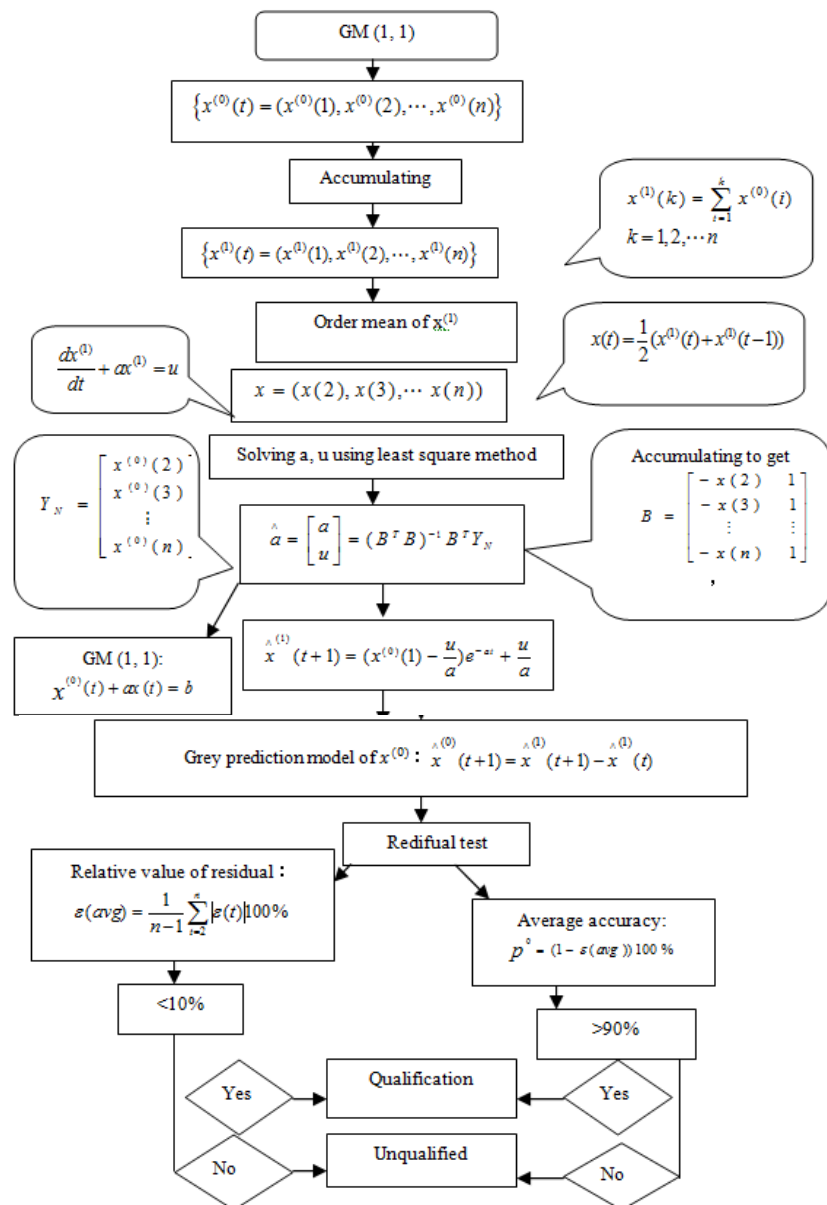 GM (1, 1)
{x^(0)(t) = (x^(0)(1), x^(0)(2), ⋯, x^(0)(n)}
Accumulating
x^(1)(k) = ∑_{i=1}^{k} x^(0)(i)
k = 1,2,⋯n
{x^(1)(t) = (x^(1)(1), x^(1)(2), ⋯, x^(1)(n)}
Order mean of x^(1)
x(t) = 1/2 (x^(1)(t) + x^(1)(t−1))
dx^(1)/dt + ax^(1) = u
x = (x(2), x(3), ⋯ x(n))
Solving a, u using least square method
Y_N = [x^(0)(2) x^(0)(3) ⋮ x^(0)(n)]
Accumulating to get
B = [−x(2) 1
−x(3) 1
⋮ ⋮
−x(n) 1]
,
â = [a u] = (B^T B)^-1 B^T Y_N
GM (1, 1):
x^(0)(t) + ax(t) = b
x̂^(1)(t+1) = (x^(0)(1) − u/a)e^−at + u/a
Grey prediction model of x^(0) : x̂^(0)(t+1) = x̂^(1)(t+1) − x̂^(1)(t)
Redifual test
Relative value of residual :
ε(avg) = 1/(n−1) ∑_{t=2}^{n} |ε(t)|100%
Average accuracy:
p^0 = (1 − ε(avg))100 %
<10%
>90%
Yes
Qualification
Yes
No
Unqualified
No